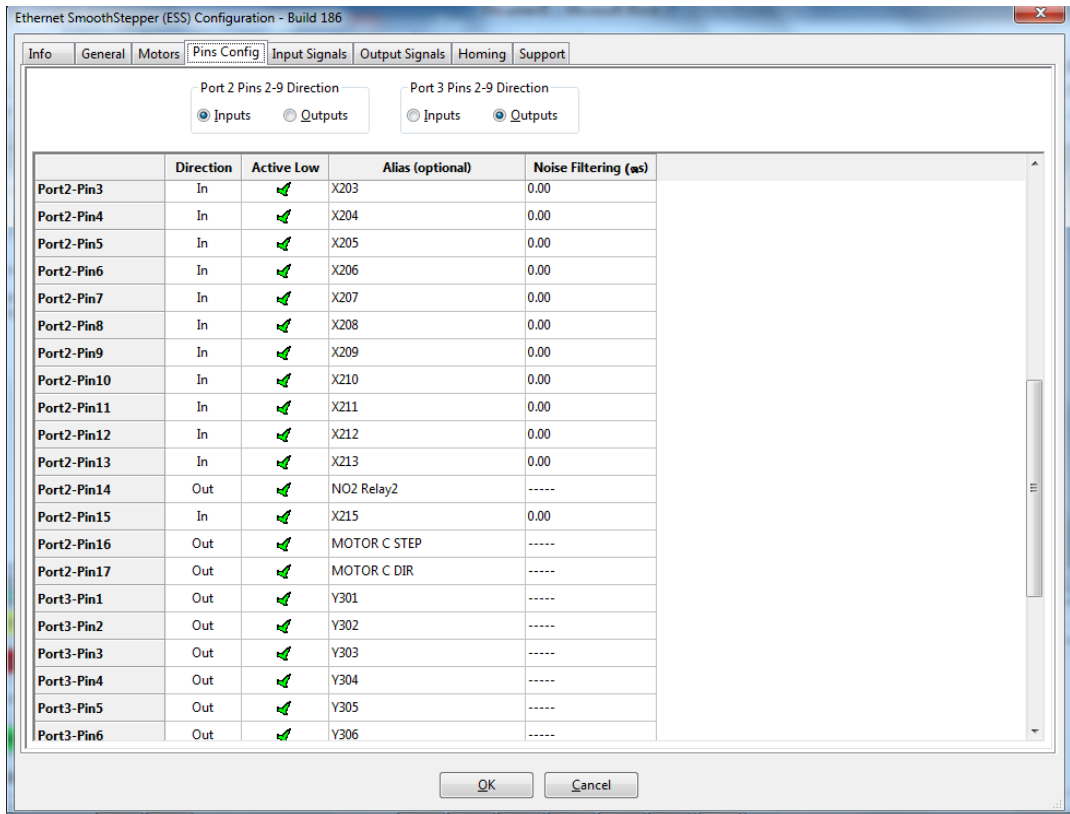 Ethernet SmoothStepper (ESS) Configuration - Build 186
Info General Motors Pins Config Input Signals Output Signals Homing Support
Port 2 Pins 2-9 Direction Port 3 Pins 2-9 Direction
Inputs Outputs Inputs Outputs
Direction Active Low Alias (optional) Noise Filtering
Port2-Pin3 In X203 0.00
Port2-Pin4 In X204 0.00
Port2-Pin5 In X205 0.00
Port2-Pin6 In X206 0.00
Port2-Pin7 In X207 0.00
Port2-Pin8 In X208 0.00
Port2-Pin9 In X209 0.00
Port2-Pin10 In X210 0.00
Port2-Pin11 In X211 0.00
Port2-Pin12 In X212 0.00
Port2-Pin13 In X213 0.00
Port2-Pin14 Out NO2 Relay2 -----
Port2-Pin15 In X215 0.00
Port2-Pin16 Out MOTOR C STEP -----
Port2-Pin17 Out MOTOR C DIR -----
Port3-Pin1 Out Y301 -----
Port3-Pin2 Out Y302 -----
Port3-Pin3 Out Y303 -----
Port3-Pin4 Out Y304 -----
Port3-Pin5 Out Y305 -----
Port3-Pin6 Out Y306 -----
OK Cancel